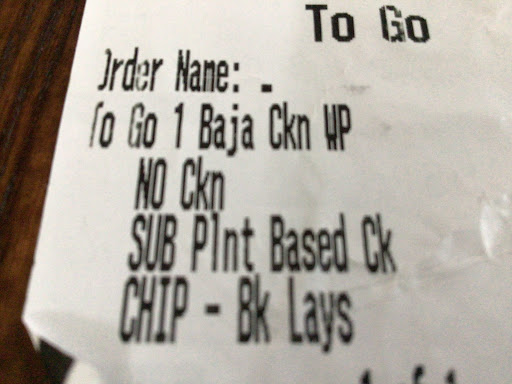 To Go
Order Name: -
To Go 1 Baja Ckn WP
NO Ckn
SUB Plnt Based Ck
CHIP - Bk Lays